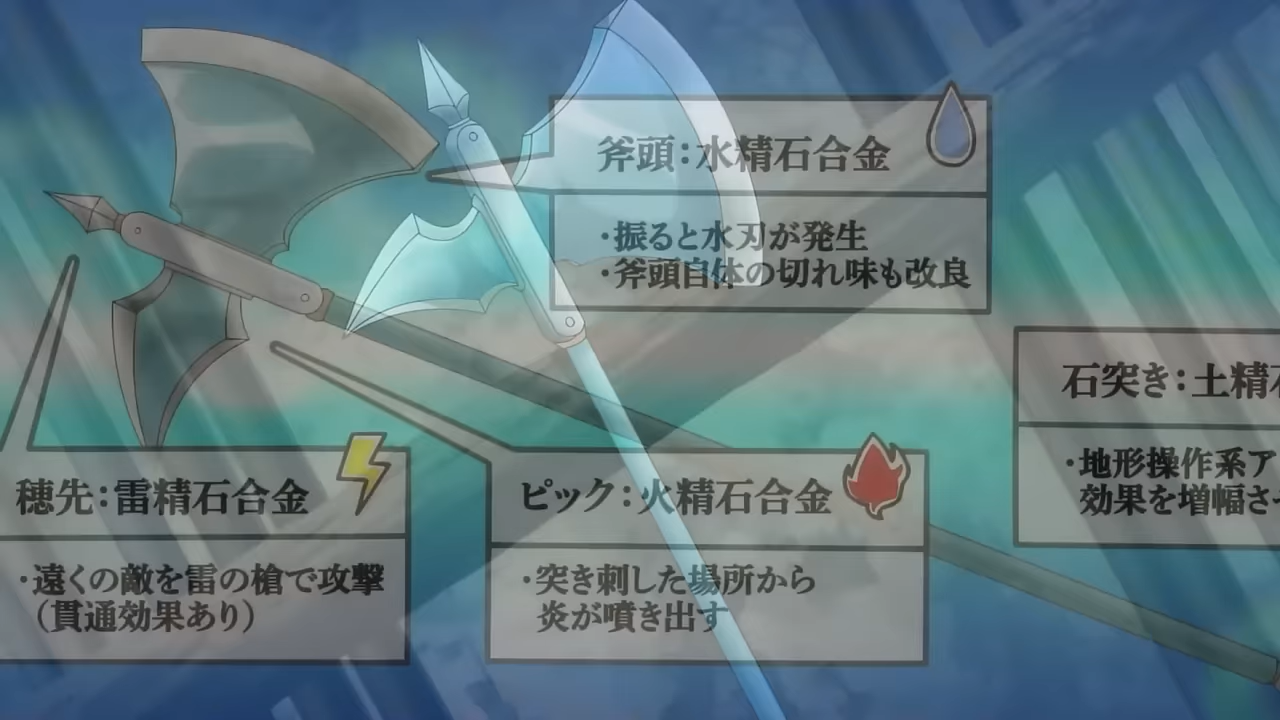 斧頭：水精石合金
・振ると水刃が発生
・斧頭自体の切れ味も改良
石突き：土精石
・地形操作系ア
効果を増幅させ
穂先：雷精石合金
・遠くの敵を雷の槍で攻撃
（貫通効果あり）
ピック：火精石合金
・突き刺した場所から
炎が噴き出す